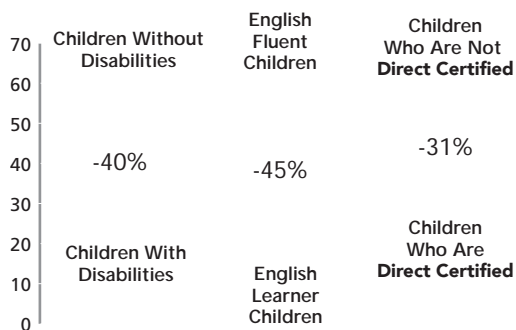 70
60
50
40
30
20
10
0
Children Without
Disabilities
English
Fluent
Children
Children
Who Are Not
Direct Certified
-40%
-45%
-31%
Children With
Disabilities
English
Learner
Children
Children
Who Are
Direct Certified